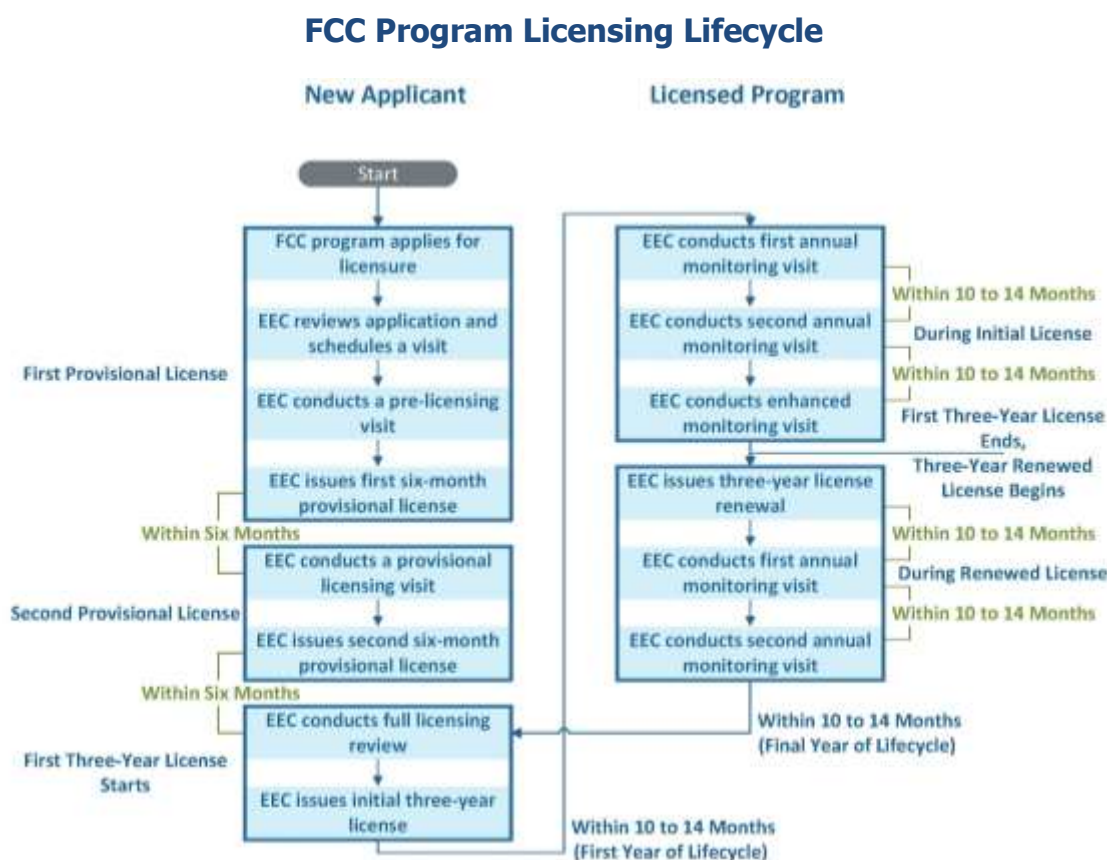 FCC Program Licensing Lifecycle
New Applicant
Licensed Program
Start
FCC program applies for
licensure
EEC reviews application and
schedules a visit
First Provisional License
EEC conducts a pre-licensing
visit
EEC issues first six-month
provisional license
Within Six Months
EEC conducts a provisional
licensing visit
Second Provisional License
EEC issues second six-month
provisional license
Within Six Months
EEC conducts full licensing
review
First Three-Year License
Starts
EEC issues initial three-year
license
Within 10 to 14 Months
(First Year of Lifecycle)
EEC conducts first annual
monitoring visit
Within 10 to 14 Months
EEC conducts second annual
monitoring visit
During Initial License
Within 10 to 14 Months
EEC conducts enhanced
monitoring visit
First Three-Year License
Ends,
Three-Year Renewed
License Begins
EEC issues three-year license
renewal
Within 10 to 14 Months
EEC conducts first annual
monitoring visit
During Renewed License
Within 10 to 14 Months
EEC conducts second annual
monitoring visit
Within 10 to 14 Months
(Final Year of Lifecycle)